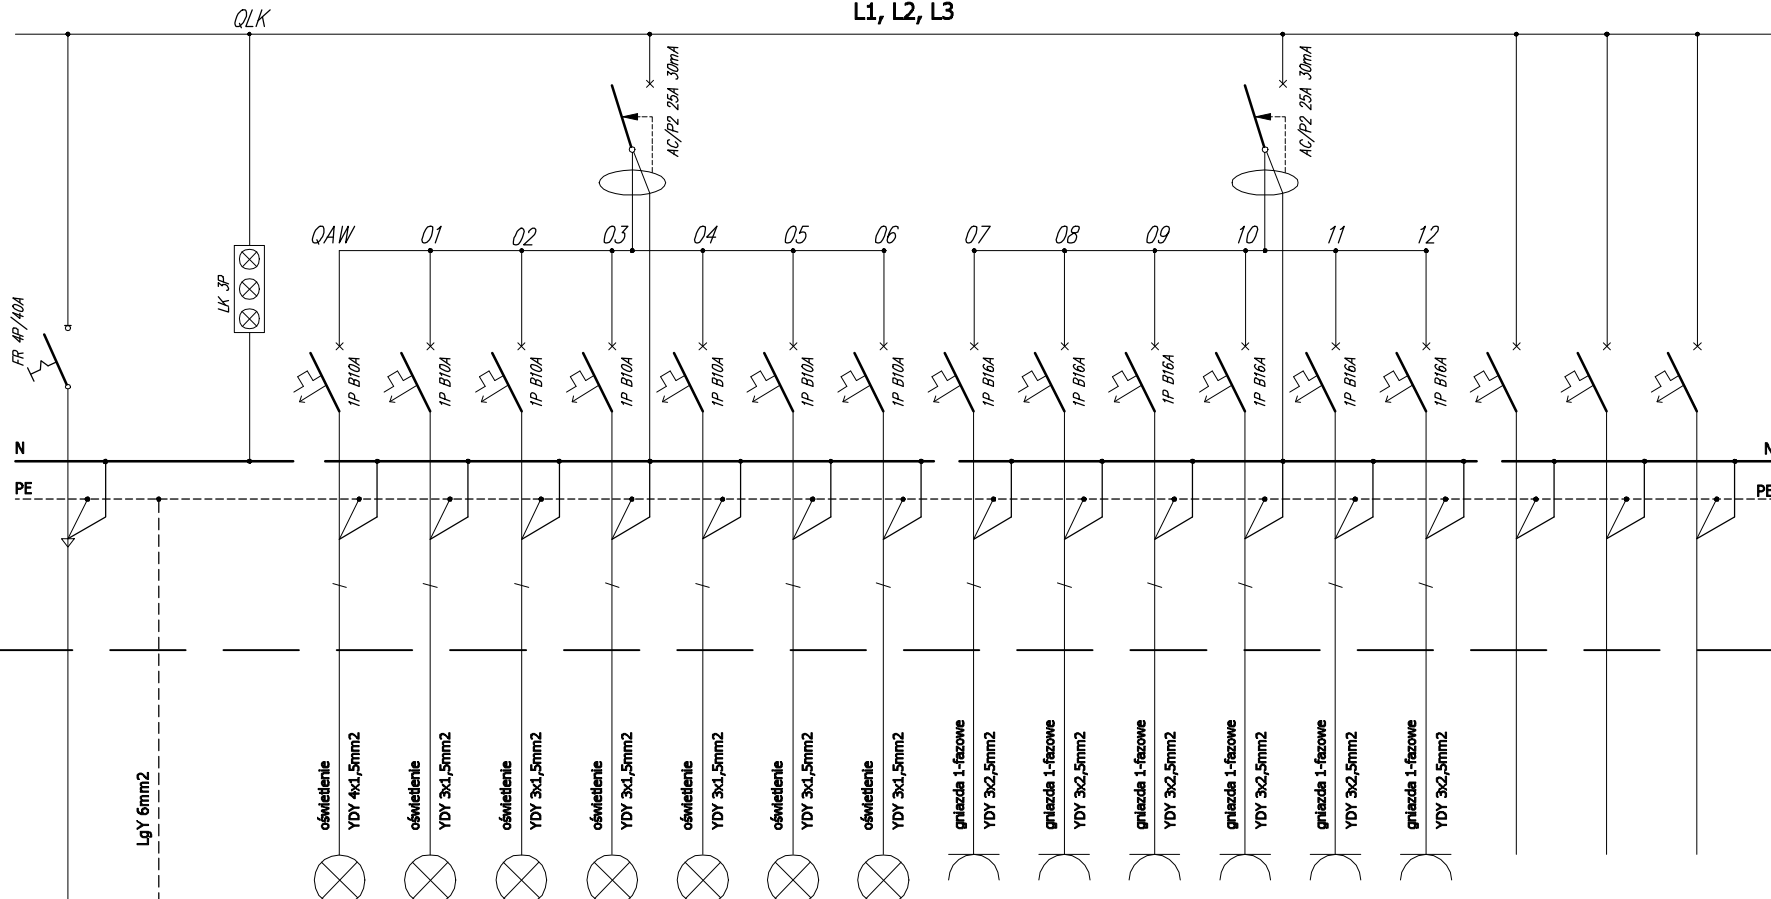 L1, L2, L3
QLK
AC/P2 25A 30mA
AC/P2 25A 30mA
QAW 01 02 03 04 05 06 07 08 09 10 11 12
LK 3P
FR 4P/40A
1P B10A
1P B10A
1P B10A
1P B10A
1P B10A
1P B10A
1P B10A
1P B16A
1P B16A
1P B16A
1P B16A
1P B16A
1P B16A
N
N
PE
PE
LgY 6mm2
oświetlenie
YDY 4x1,5mm2
oświetlenie
YDY 3x1,5mm2
oświetlenie
YDY 3x1,5mm2
oświetlenie
YDY 3x1,5mm2
oświetlenie
YDY 3x1,5mm2
oświetlenie
YDY 3x1,5mm2
oświetlenie
YDY 3x1,5mm2
gniazda 1-fazowe
YDY 3x2,5mm2
gniazda 1-fazowe
YDY 3x2,5mm2
gniazda 1-fazowe
YDY 3x2,5mm2
gniazda 1-fazowe
YDY 3x2,5mm2
gniazda 1-fazowe
YDY 3x2,5mm2
gniazda 1-fazowe
YDY 3x2,5mm2